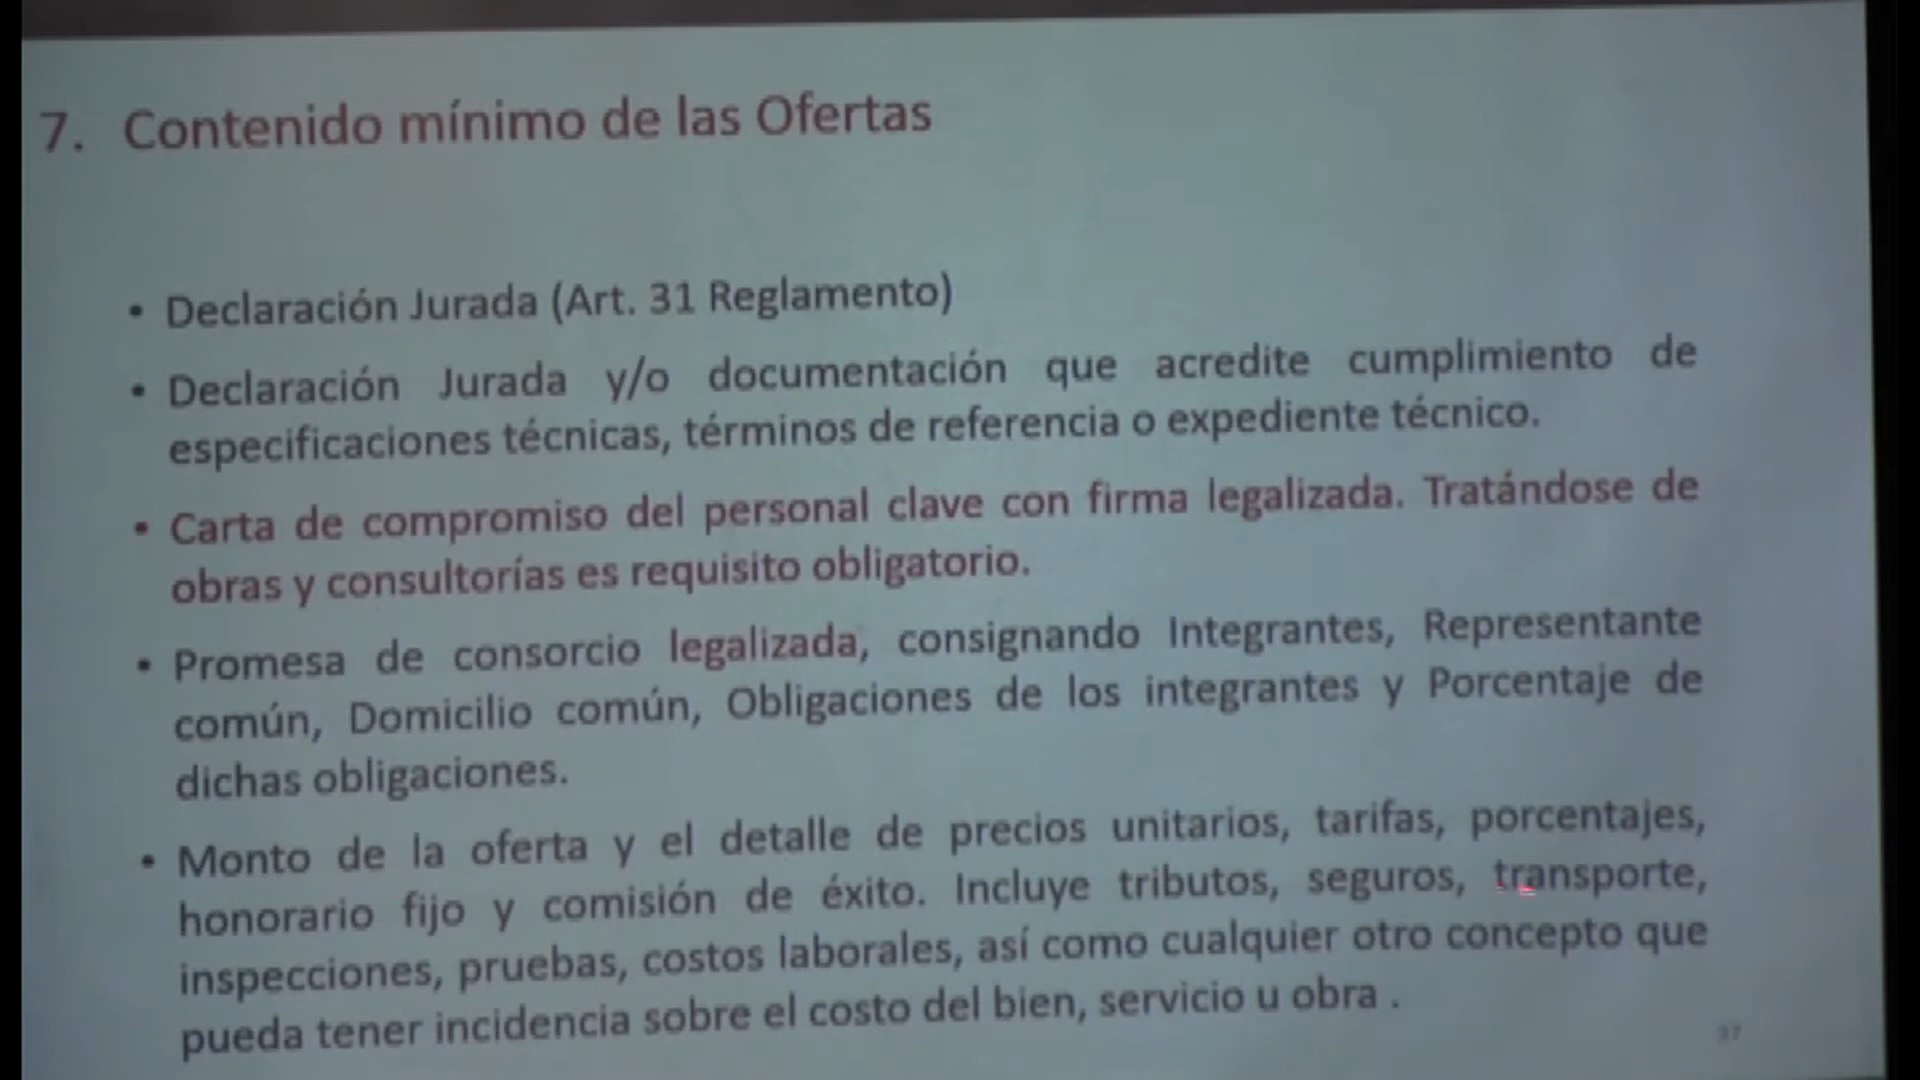 7. Contenido mínimo de las Ofertas
• Declaración Jurada (Art. 31 Reglamento)
• Declaración Jurada y/o documentación que acredite cumplimiento de
especificaciones técnicas, términos de referencia o expediente técnico.
• Carta de compromiso del personal clave con firma legalizada. Tratándose de
obras y consultorías es requisito obligatorio.
• Promesa de consorcio legalizada, consignando Integrantes, Representante
común, Domicilio común, Obligaciones de los integrantes y Porcentaje de
dichas obligaciones.
• Monto de la oferta y el detalle de precios unitarios, tarifas, porcentajes,
honorario fijo y comisión de éxito. Incluye tributos, seguros, transporte,
inspecciones, pruebas, costos laborales, así como cualquier otro concepto que
pueda tener incidencia sobre el costo del bien, servicio u obra .
37